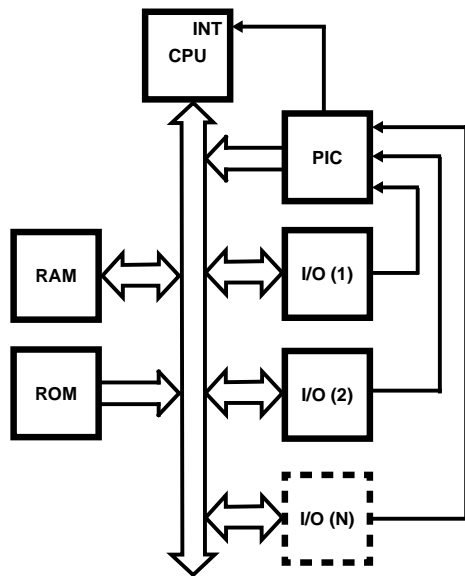 INT
CPU
PIC
RAM
I/O (1)
ROM
I/O (2)
I/O (N)